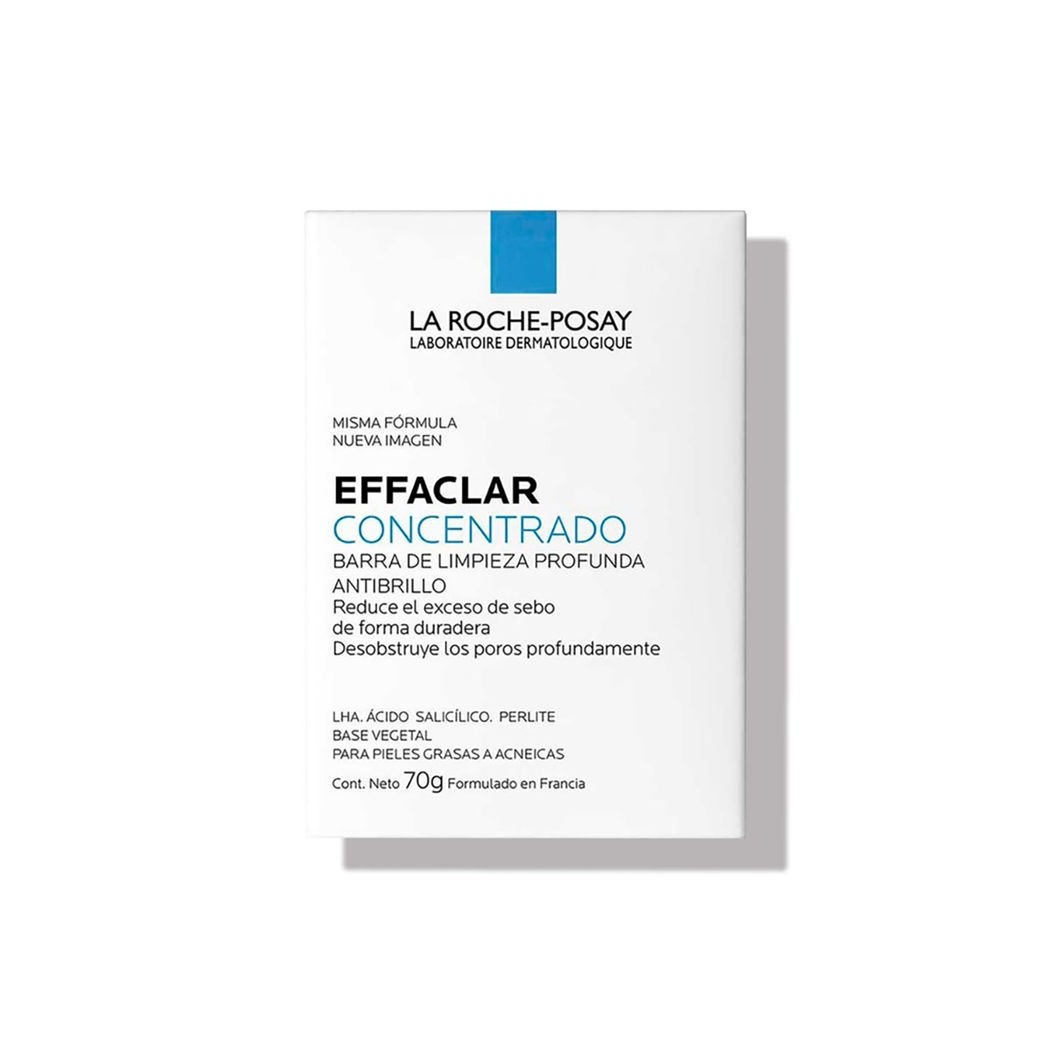 LA ROCHE-POSAY
LABORATOIRE DERMATOLOGIQUE
MISMA FÓRMULA
NUEVA IMAGEN
EFFACLAR
CONCENTRADO
BARRA DE LIMPIEZA PROFUNDA
ANTIBRILLO
Reduce el exceso de sebo
de forma duradera
Desobstruye los poros profundamente
LHA. ÁCIDO SALICÍLICO. PERLITE
BASE VEGETAL
PARA PIELES GRASAS A ACNEICAS
Cont. Neto 70g Formulado en Francia